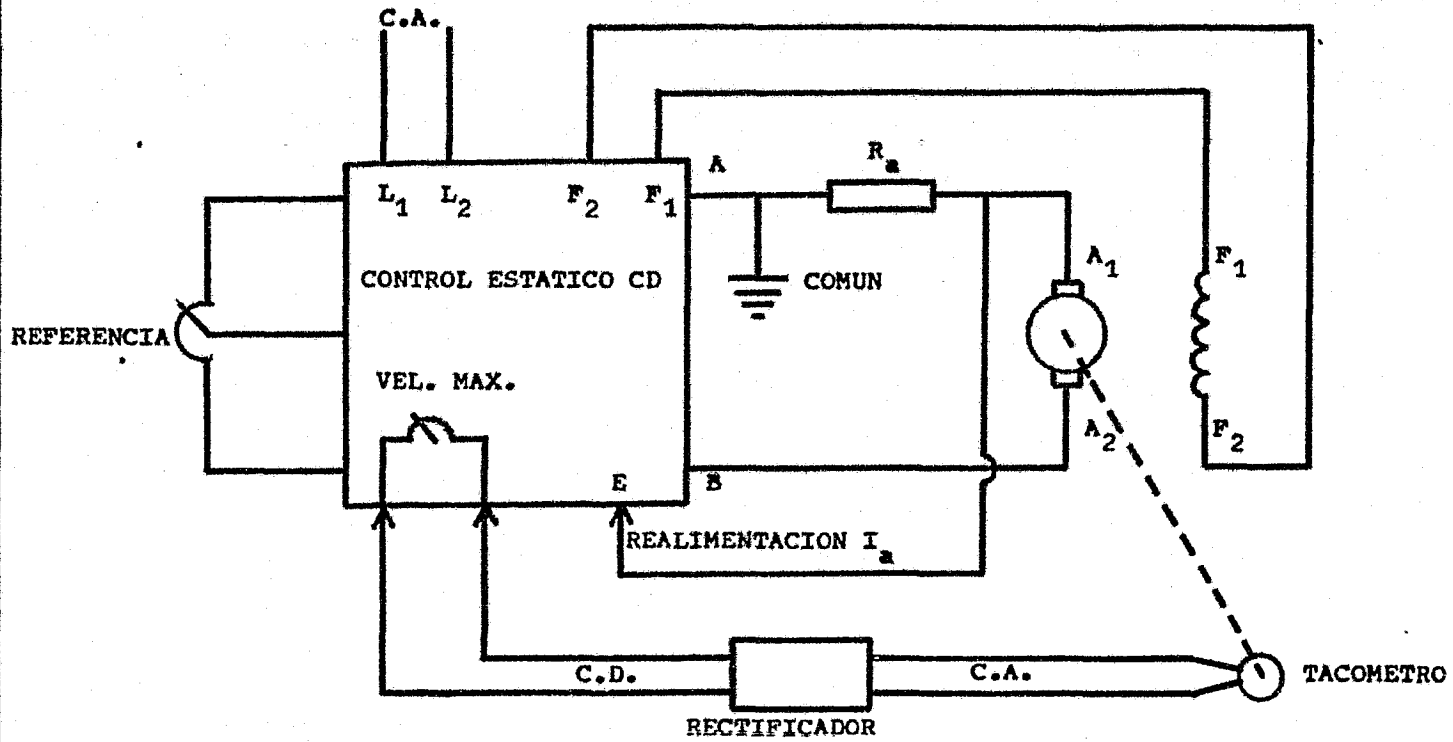 C.A.
L1 L2 F2 F1 A
Ra
CONTROL ESTATICO CD
COMUN
A1
F1
REFERENCIA
VEL. MAX.
A2
F2
E
B
REALIMENTACION Ia
C.D.
C.A.
TACOMETRO
RECTIFICADOR